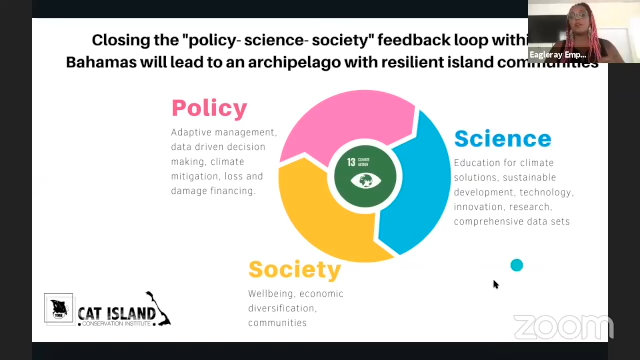 Closing the "policy- science- society" feedback loop withi
Bahamas will lead to an archipelago with resilient island communities
Eagleray Emp...
Policy
Adaptive management,
data driven decision
making, climate
mitigation, loss and
damage financing.
13 CLIMATE
ACTION
Science
Education for climate
solutions, sustainable
development, technology,
innovation, research,
comprehensive data sets
Society
Wellbeing, economic
diversification,
communities
CAT ISLAND
CONSERVATION INSTITUTE
zoom